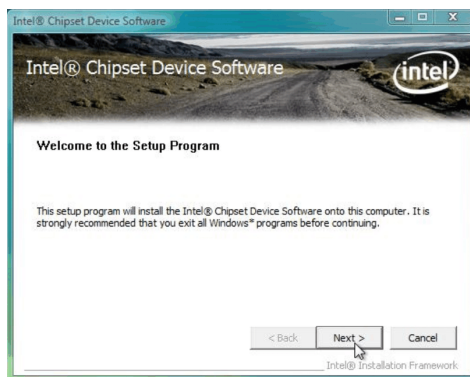 Intel® Chipset Device Software
Intel® Chipset Device Software
intel
Welcome to the Setup Program
This setup program will install the Intel® Chipset Device Software onto this computer. It is
strongly recommended that you exit all Windows* programs before continuing.
< Back Next > Cancel
Intel® Installation Framework